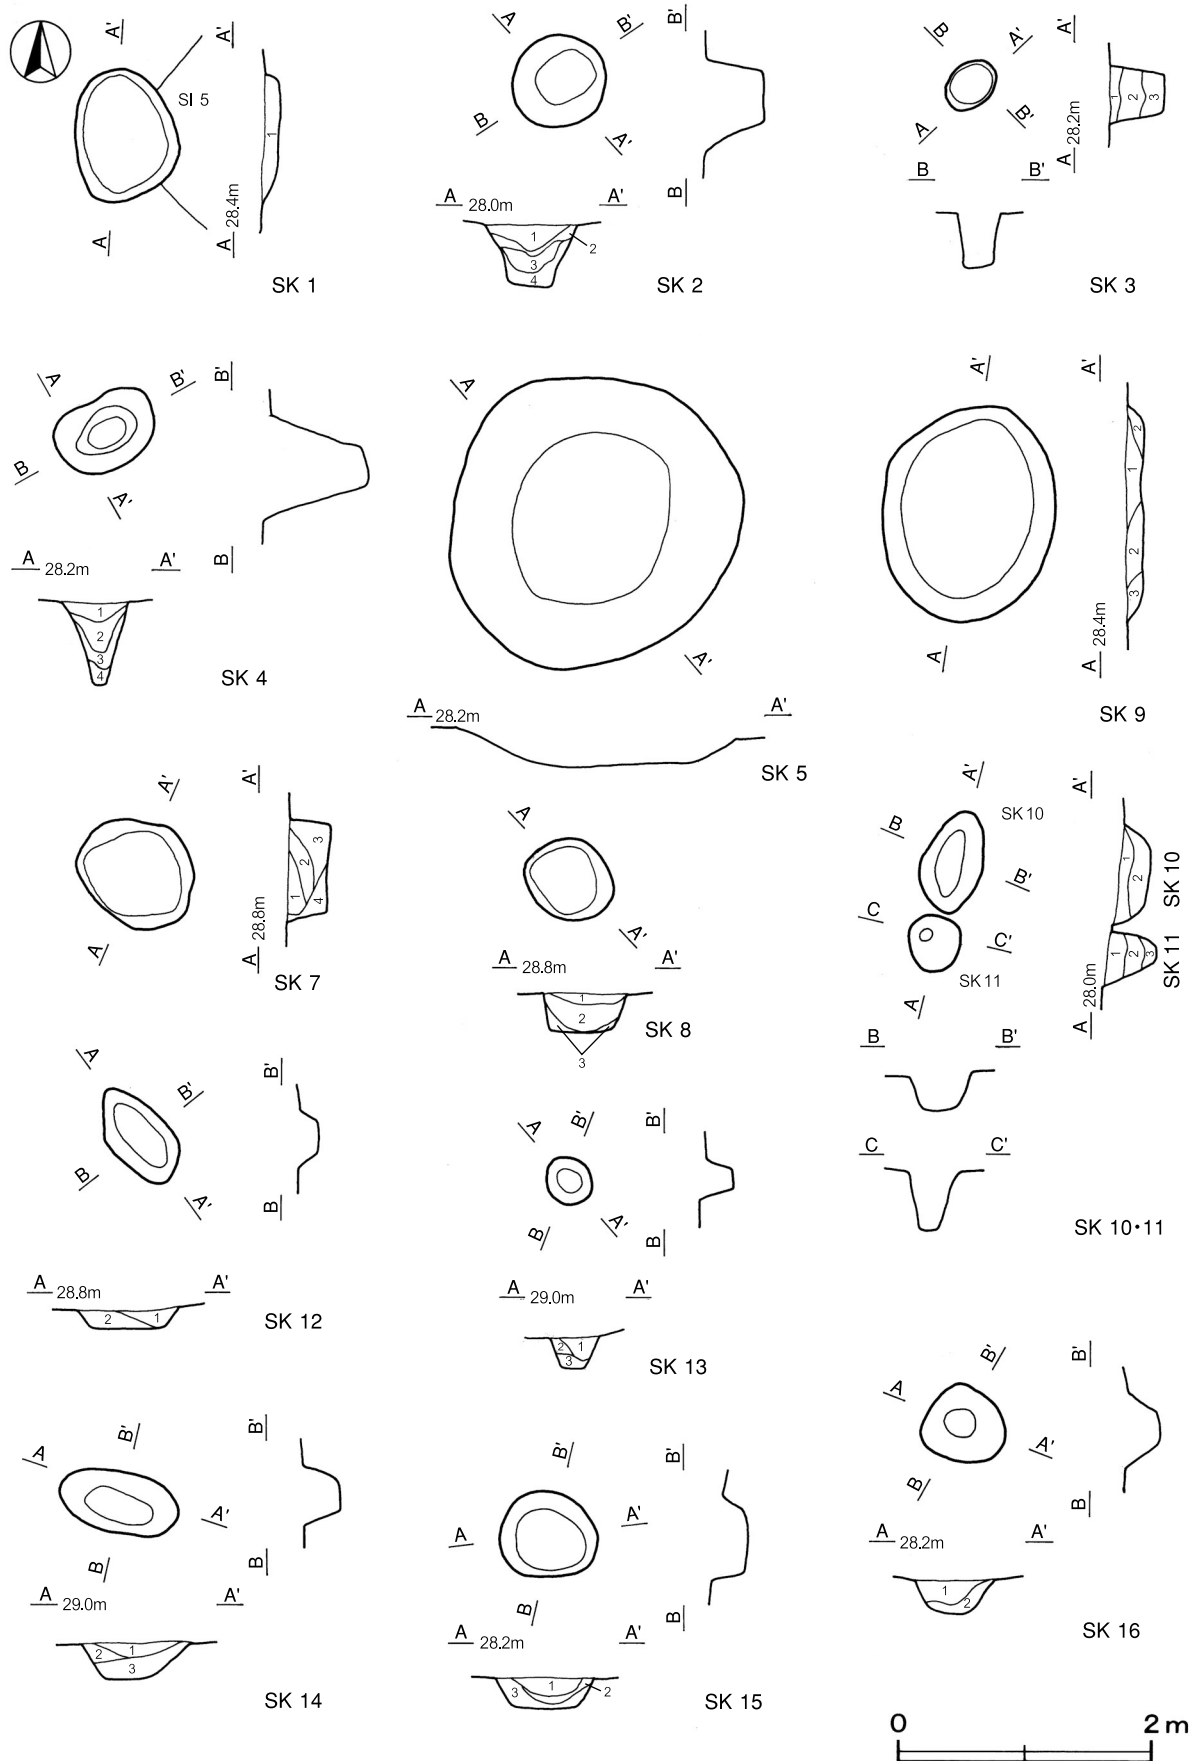 A' A' SI 5 1 A A 28.4m
SK 1
A B' B' B A' B
A 28.0m A'
1 2 3 4
SK 2
B A' A' A B' 1 2 3 A 28.2m
B B'
SK 3
A B' B' B A' B
A 28.2m A'
1 2 3 4
SK 4
A A'
A 28.2m A'
SK 5
A' A' 2 1 2 3 A A 28.4m
SK 9
A' A' 3 2 1 4 A A 28.8m
SK 7
A A'
A 28.8m A'
1 2 3
SK 8
A' A' SK 10 B B' 1 2 SK 10
C C' SK 11 1 2 3 SK 11
A A 28.0m
B B'
C C'
SK 10・11
A B' B' B A' B
A 28.8m A'
2 1
SK 12
A B' B' B A' B
A 29.0m A'
2 1 3
SK 13
A B' B' A' B B
A 29.0m A'
2 1 3
SK 14
B' B' A A' B B
A 28.2m A'
3 1 2
SK 15
B' B' A A' B B
A 28.2m A'
1 2
SK 16
0 2 m